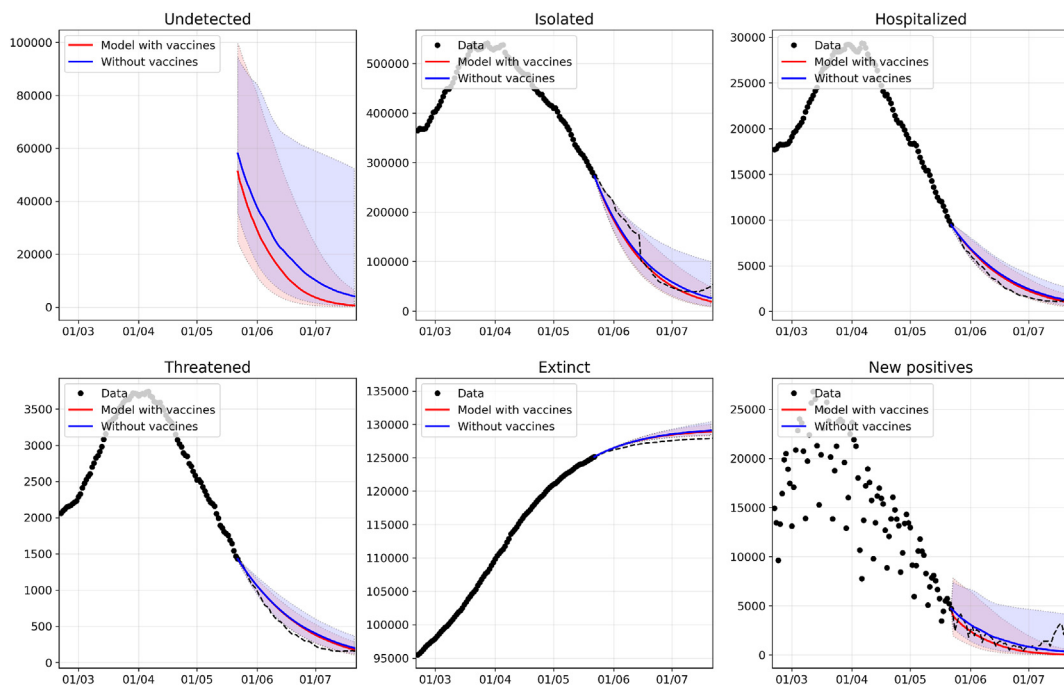 Undetected
Model with vaccines
Without vaccines
100000
80000
60000
40000
20000
0
01/03 01/04 01/05 01/06 01/07
Isolated
Data
Model with vaccines
Without vaccines
500000
400000
300000
200000
100000
0
01/03 01/04 01/05 01/06 01/07
Hospitalized
Data
Model with vaccines
Without vaccines
30000
25000
20000
15000
10000
5000
0
01/03 01/04 01/05 01/06 01/07
Threatened
Data
Model with vaccines
Without vaccines
3500
3000
2500
2000
1500
1000
500
0
01/03 01/04 01/05 01/06 01/07
Extinct
Data
Model with vaccines
Without vaccines
135000
130000
125000
120000
115000
110000
105000
100000
95000
01/03 01/04 01/05 01/06 01/07
New positives
Data
Model with vaccines
Without vaccines
25000
20000
15000
10000
5000
0
01/03 01/04 01/05 01/06 01/07